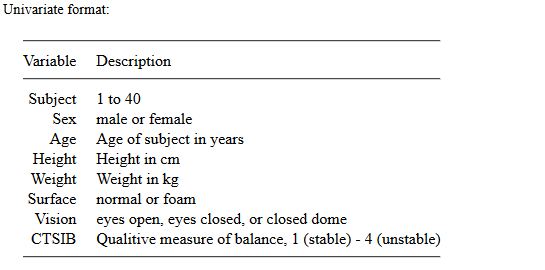 Univariate format:
Variable Description
Subject 1 to 40
Sex male or female
Age Age of subject in years
Height Height in cm
Weight Weight in kg
Surface normal or foam
Vision eyes open, eyes closed, or closed dome
CTSIB Qualitive measure of balance, 1 (stable) - 4 (unstable)